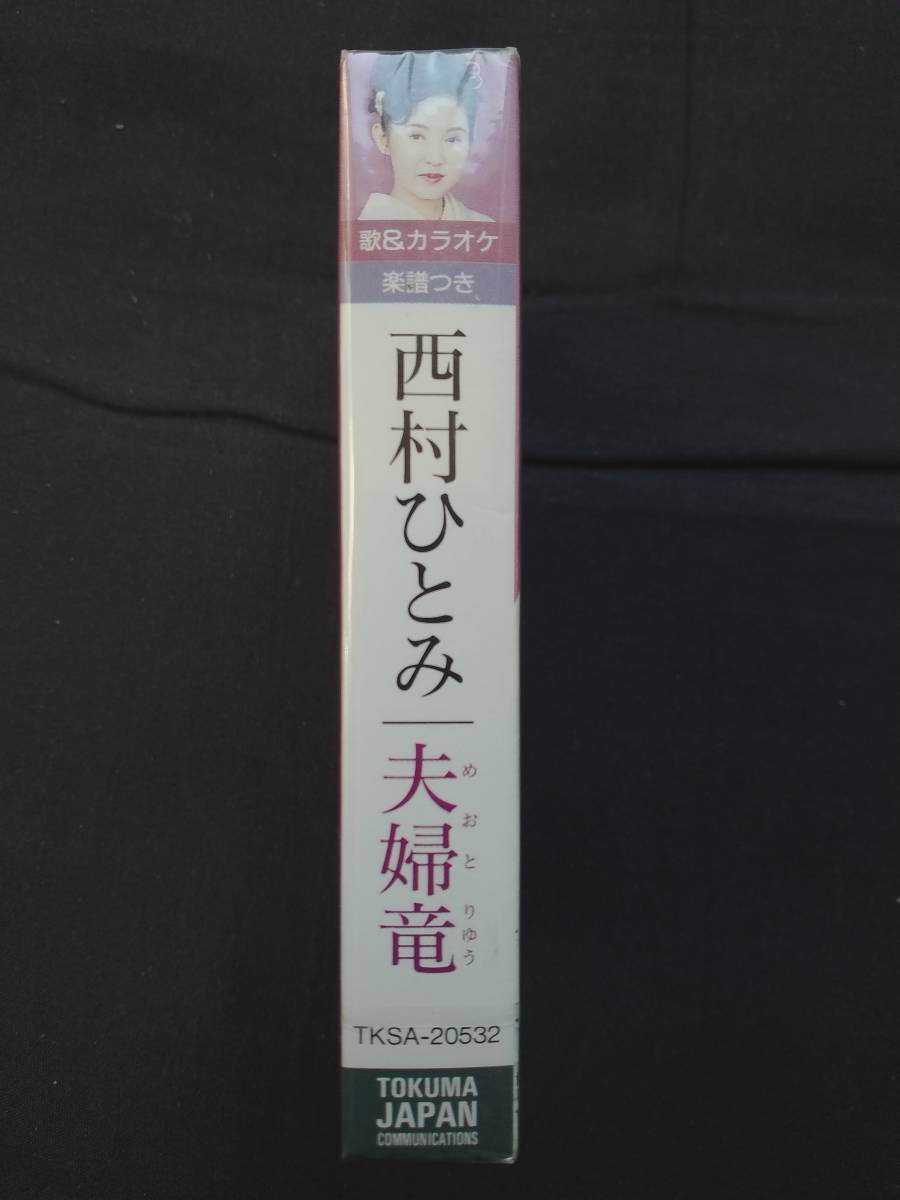 歌&カラオケ
楽譜つき
西村ひとみ
夫婦竜
めおとりゅう
TKSA-20532
TOKUMA
JAPAN
COMMUNICATIONS